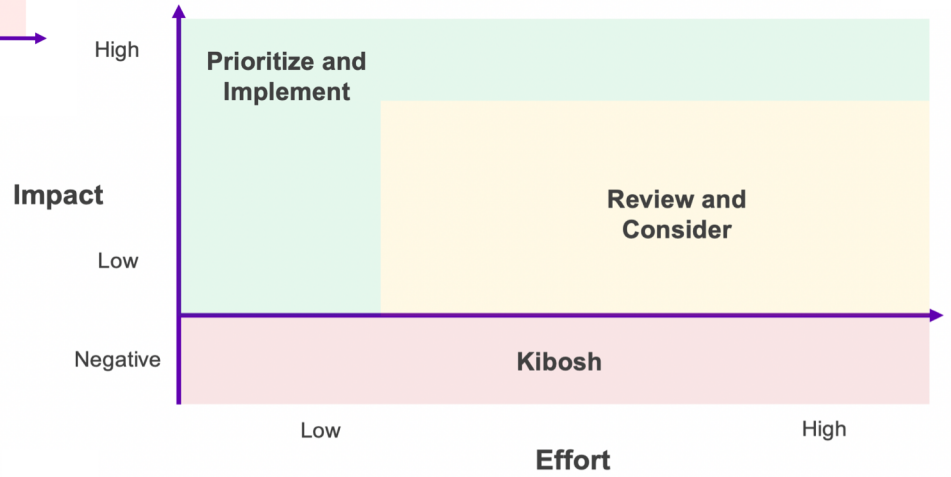 High
Prioritize and
Implement
Impact
Review and
Consider
Low
Negative
Kibosh
Low
High
Effort